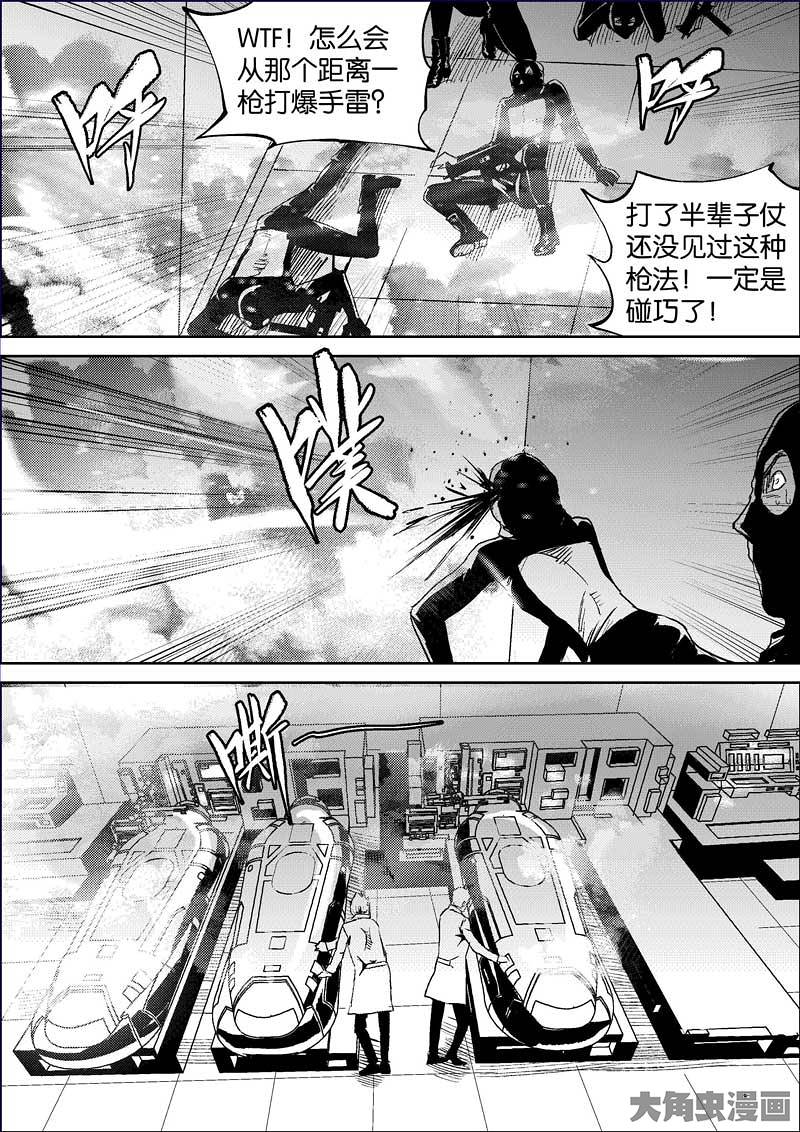 WTF！怎么会
从那个距离一
枪打爆手雷？
呼
呼
打了半辈子仗
还没见过这种
枪法！一定是
碰巧了！
噗
嘶
大角虫漫画